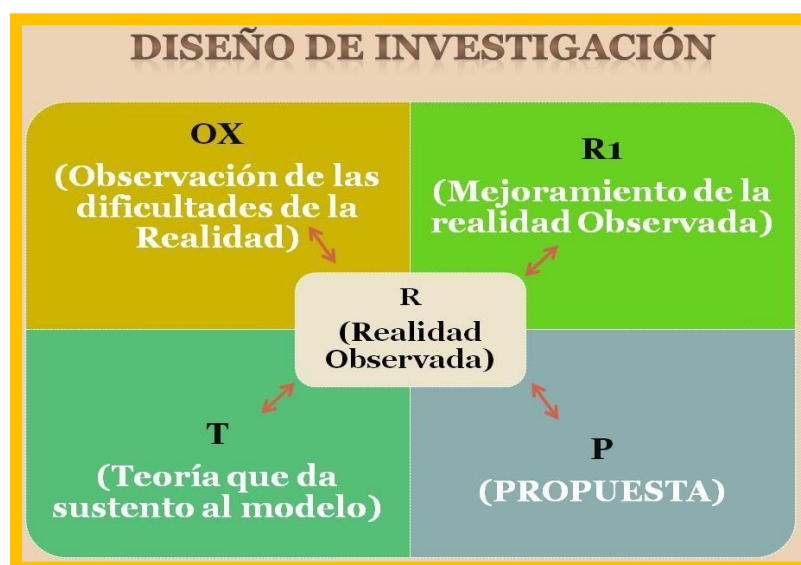 DISEÑO DE INVESTIGACIÓN
OX
(Observación de las
dificultades de la
Realidad)
R1
(Mejoramiento de la
realidad Observada)
R
(Realidad
Observada)
T
(Teoría que da
sustento al modelo)
P
(PROPUESTA)